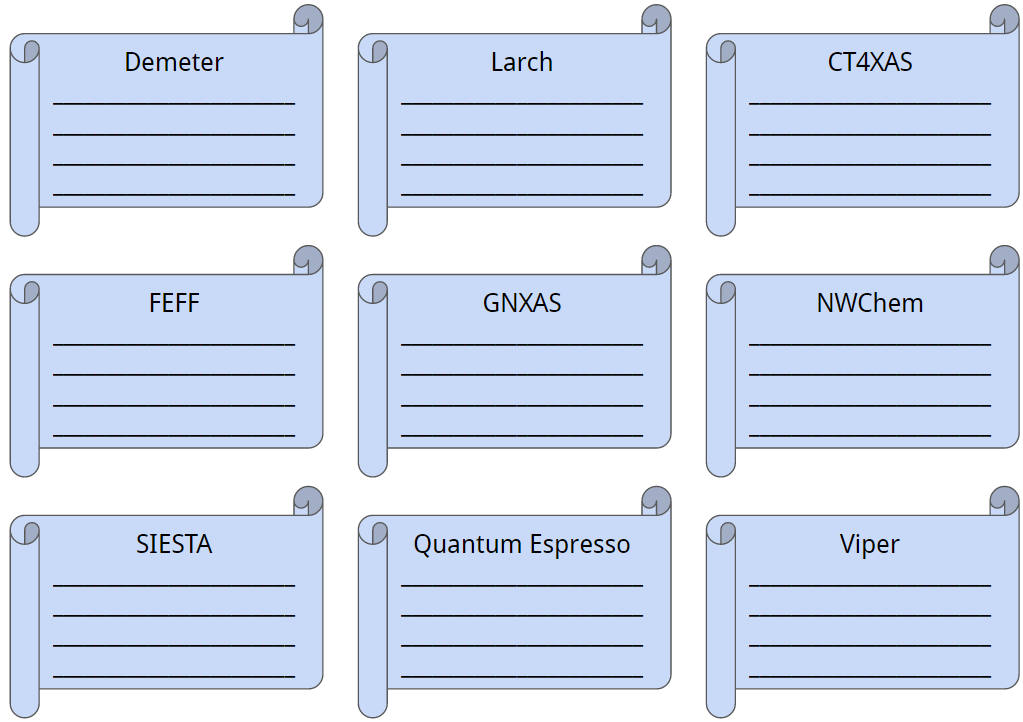 Demeter
Larch
CT4XAS
FEFF
GNXAS
NWChem
SIESTA
Quantum Espresso
Viper